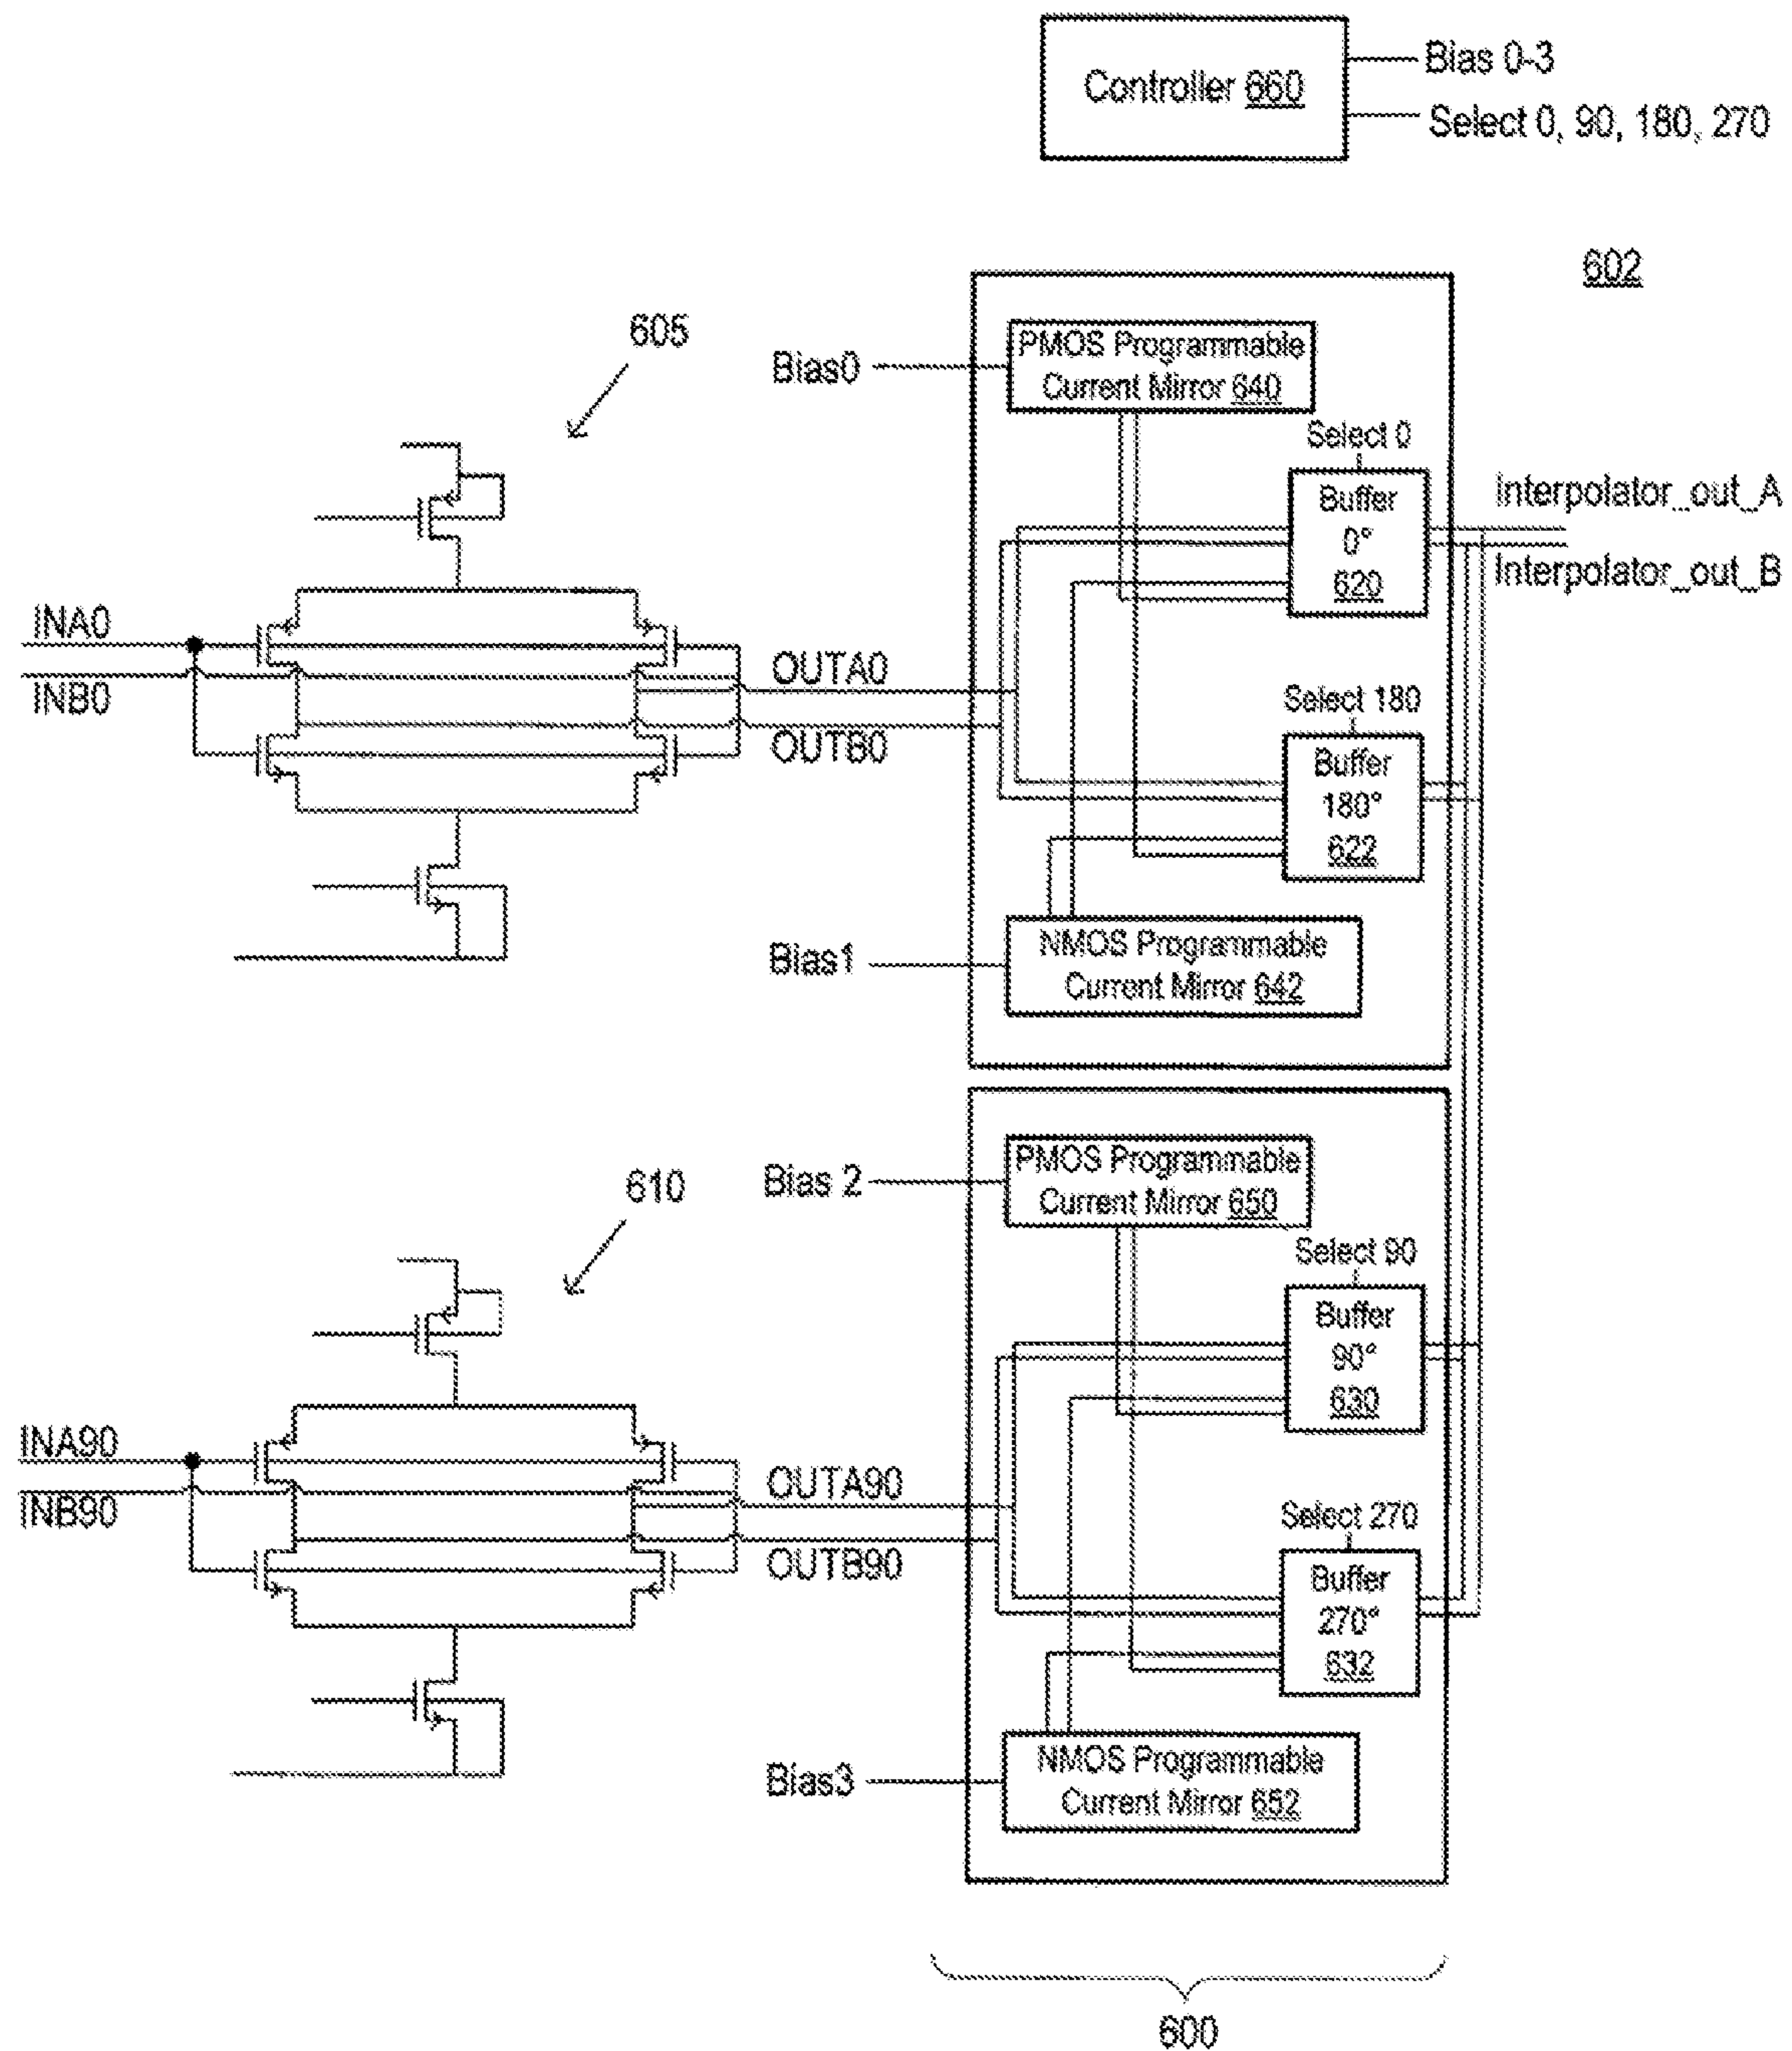 Controller 660
Bias 0-3
Select 0, 90, 180, 270
602
605
Bias0
PMOS Programmable
Current Mirror 640
Select 0
Buffer
0°
620
Interpolator_out_A
Interpolator_out_B
INA0
INB0
OUTA0
OUTB0
Select 180
Buffer
180°
622
Bias1
NMOS Programmable
Current Mirror 642
610
Bias 2
PMOS Programmable
Current Mirror 650
Select 90
Buffer
90°
630
INA90
INB90
OUTA90
OUTB90
Select 270
Buffer
270°
632
Bias3
NMOS Programmable
Current Mirror 652
600